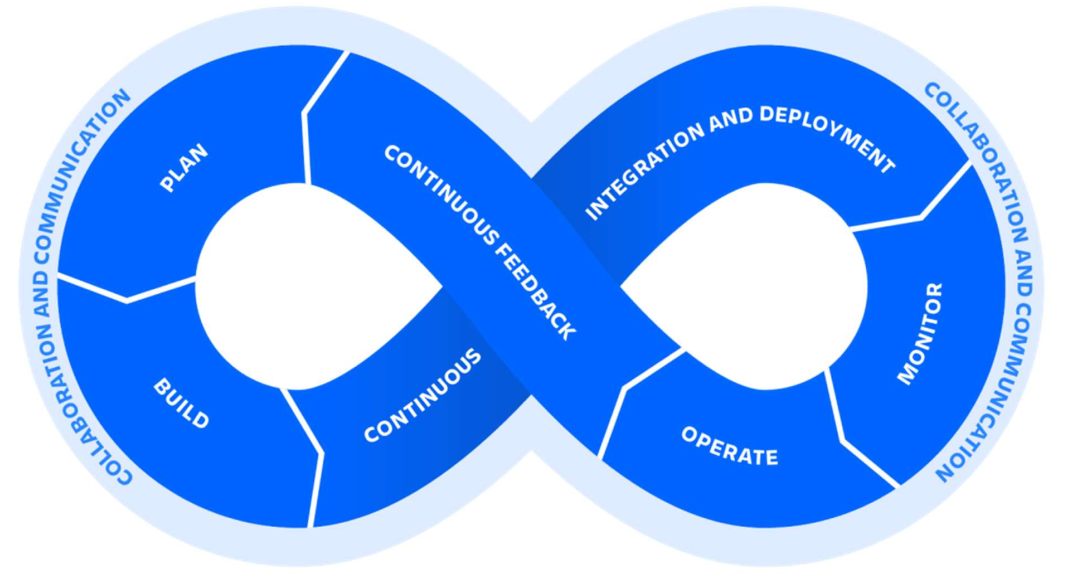 COLLABORATION AND COMMUNICATION
PLAN
BUILD
CONTINUOUS
INTEGRATION AND DEPLOYMENT
MONITOR
OPERATE
CONTINUOUS FEEDBACK
COLLABORATION AND COMMUNICATION